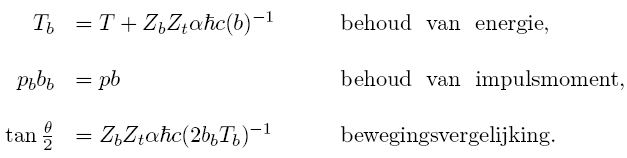 T_b = T + Z_b Z_t αħc(b)^{−1} behoud van energie,
p_b b_b = pb behoud van impulsmoment,
tan θ/2 = Z_b Z_t αħc(2b_b T_b)^{−1} bewegingsvergelijking.